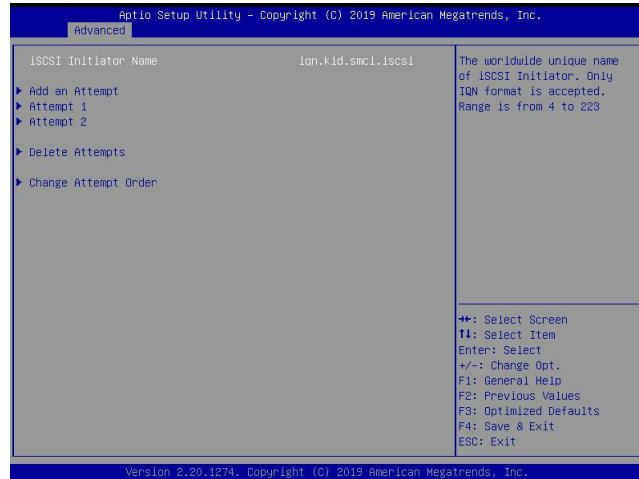 Aptio Setup Utility – Copyright (C) 2019 American Megatrends, Inc.
Advanced
iSCSI Initiator Name iqn.kid.smci.iscsi
▶ Add an Attempt
▶ Attempt 1
▶ Attempt 2
▶ Delete Attempts
▶ Change Attempt Order
The worldwide unique name
of iSCSI Initiator. Only
IQN format is accepted.
Range is from 4 to 223
→←: Select Screen
↑↓: Select Item
Enter: Select
+/-: Change Opt.
F1: General Help
F2: Previous Values
F3: Optimized Defaults
F4: Save & Exit
ESC: Exit
Version 2.20.1274. Copyright (C) 2019 American Megatrends, Inc.